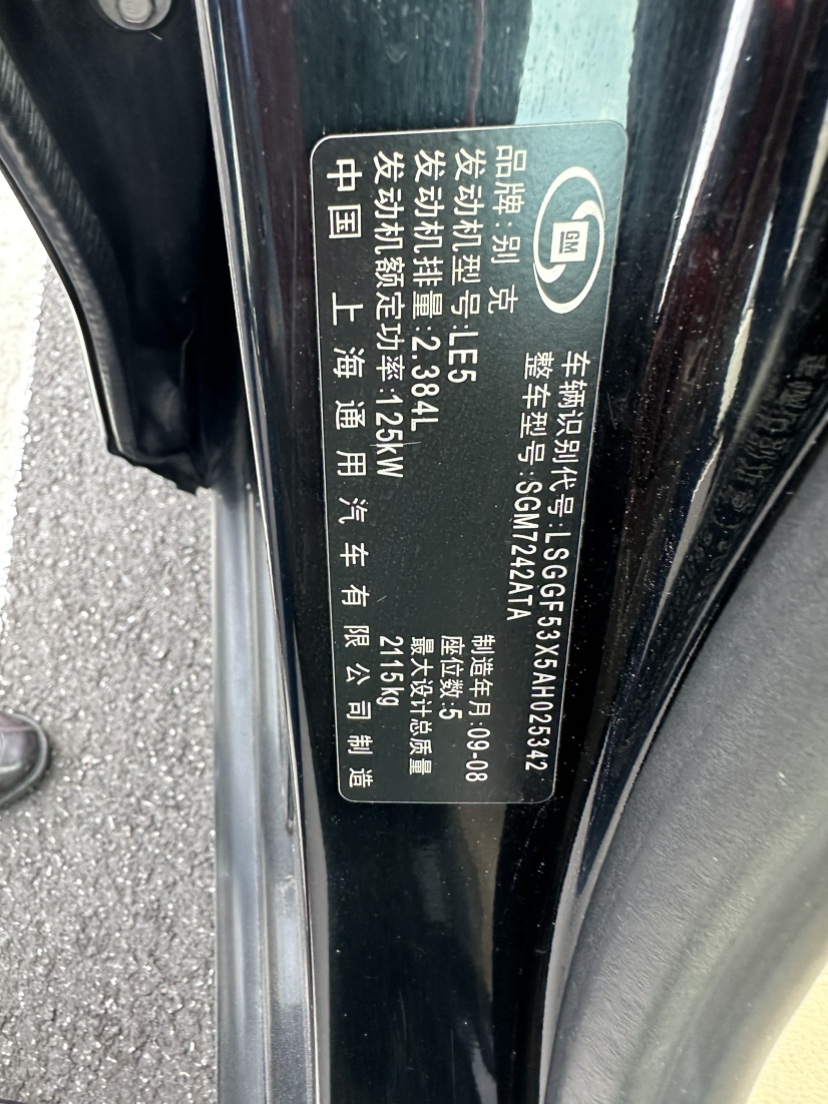 GM
车辆识别代号:LSGGF53X5AH025342
整车型号:SGM7242ATA
品牌:别克
发动机型号:LE5
制造年月:09-08
发动机排量:2.384L
座位数:5
发动机额定功率:125kW
最大设计总质量
2115kg
中国 上海通用汽车有限公司制造